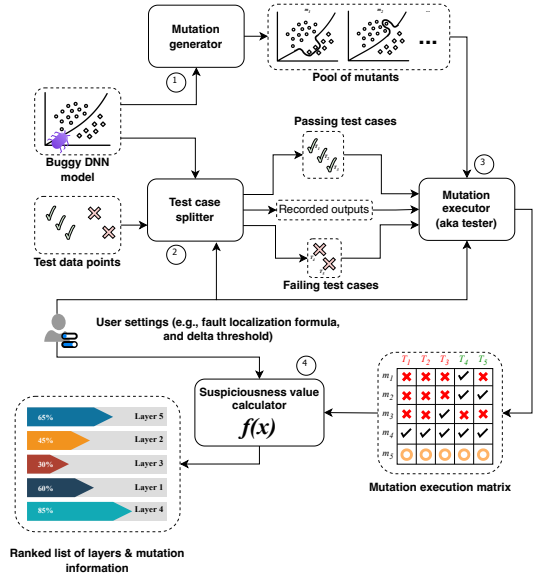 Mutation
generator
m1
m2
...
Pool of mutants
1
Buggy DNN
model
Passing test cases
3
Test case
splitter
Recorded outputs
Mutation
executor
(aka tester)
2
Test data points
Failing test cases
User settings (e.g., fault localization formula,
and delta threshold)
4
Suspiciousness value
calculator
f(x)
T1 T2 T3 T4 T5
m1
m2
m3
m4
m5
Mutation execution matrix
65% Layer 5
45% Layer 2
30% Layer 3
60% Layer 1
85% Layer 4
Ranked list of layers & mutation
information